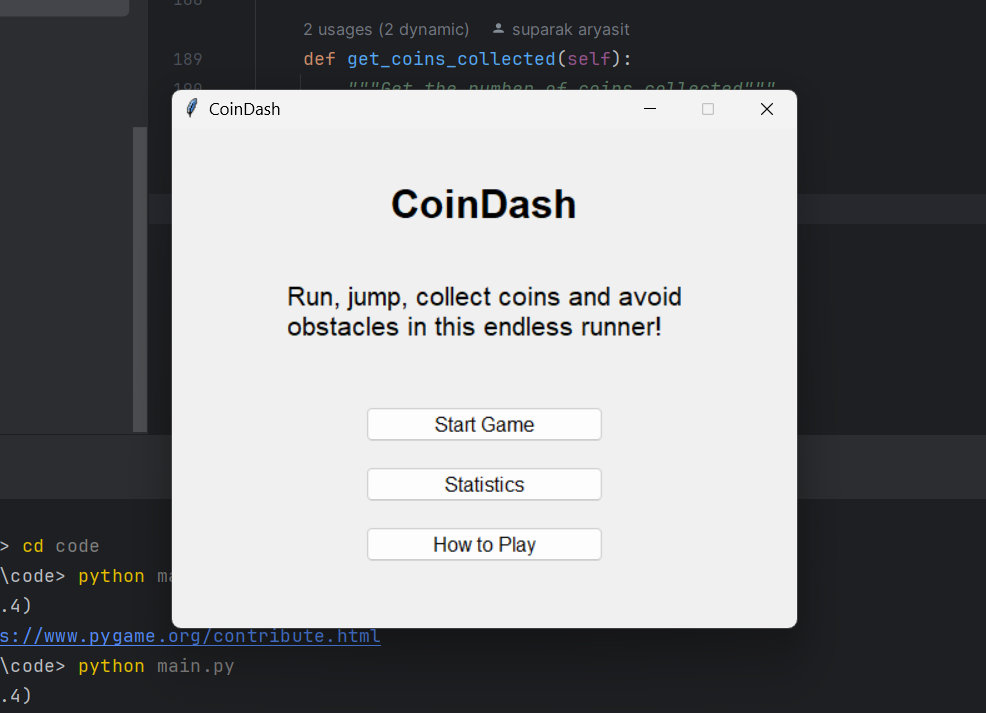 188
2 usages (2 dynamic) suparak aryasit
189 def get_coins_collected(self):
190 """Get the number of coins collected"""
CoinDash
CoinDash
Run, jump, collect coins and avoid
obstacles in this endless runner!
Start Game
Statistics
How to Play
> cd code
\code> python
.4)
s://www.pygame.org/contribute.html
\code> python main.py
.4)